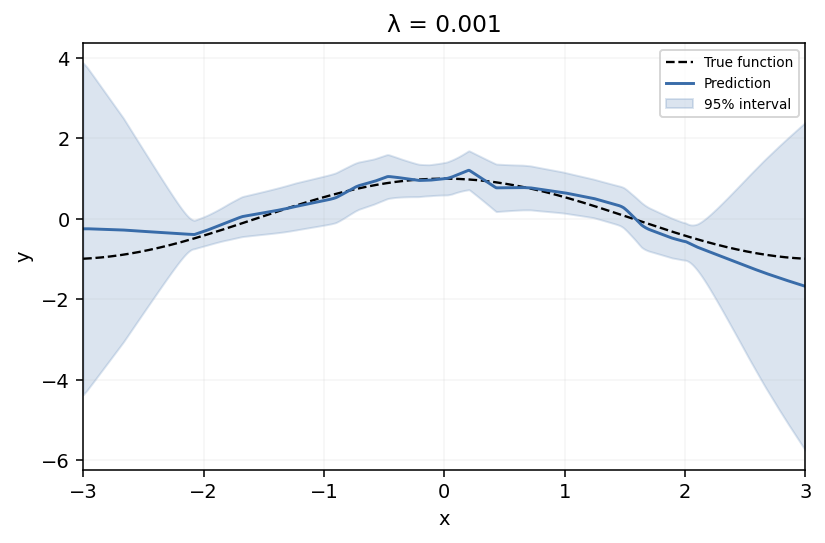 λ = 0.001
True function
Prediction
95% interval
4
2
0
−2
−4
−6
y
−3
−2
−1
0
1
2
3
x